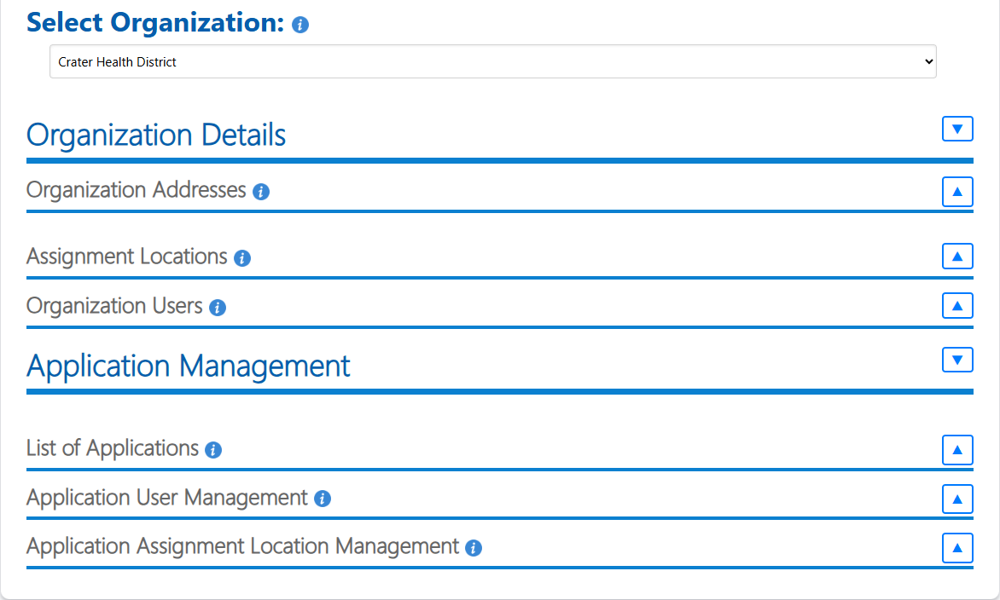 Select Organization: i
Crater Health District
Organization Details ▼
Organization Addresses i ▲
Assignment Locations i ▲
Organization Users i ▲
Application Management ▼
List of Applications i ▲
Application User Management i ▲
Application Assignment Location Management i ▲